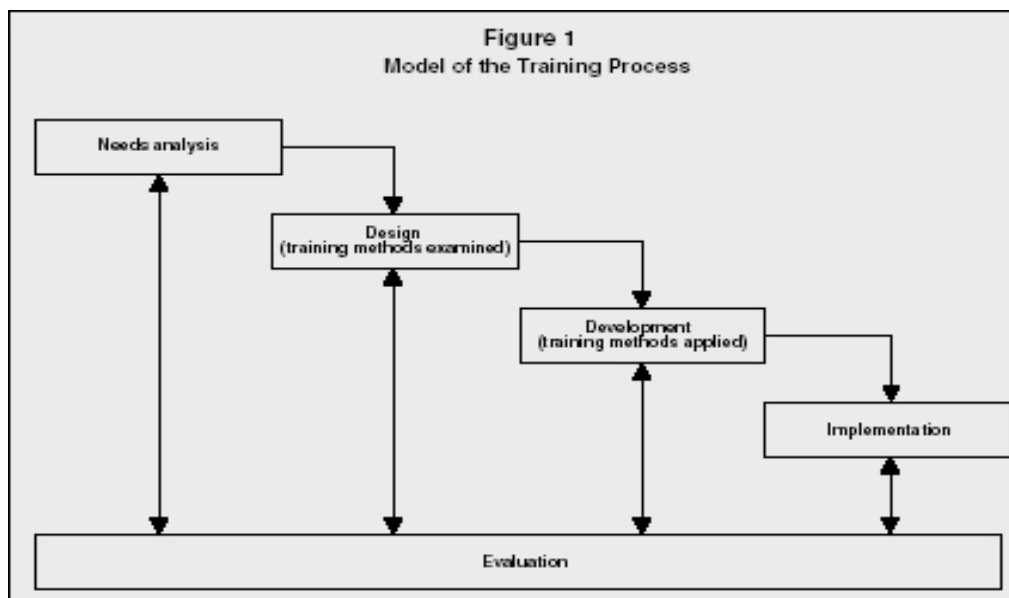 Figure 1
Model of the Training Process
Needs analysis
Design
(training methods examined)
Development
(training methods applied)
Implementation
Evaluation